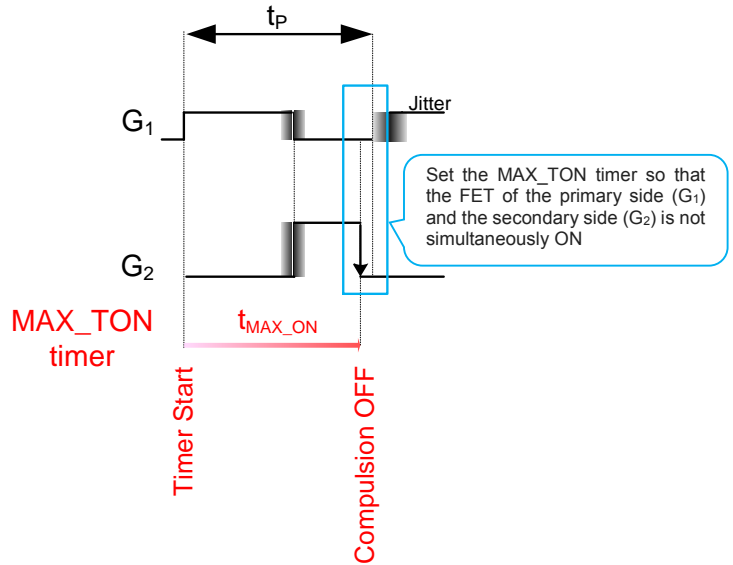 tP
G1
Jitter
Set the MAX_TON timer so that
the FET of the primary side (G1)
and the secondary side (G2) is not
simultaneously ON
G2
MAX_TON
timer
tMAX_ON
Timer Start
Compulsion OFF